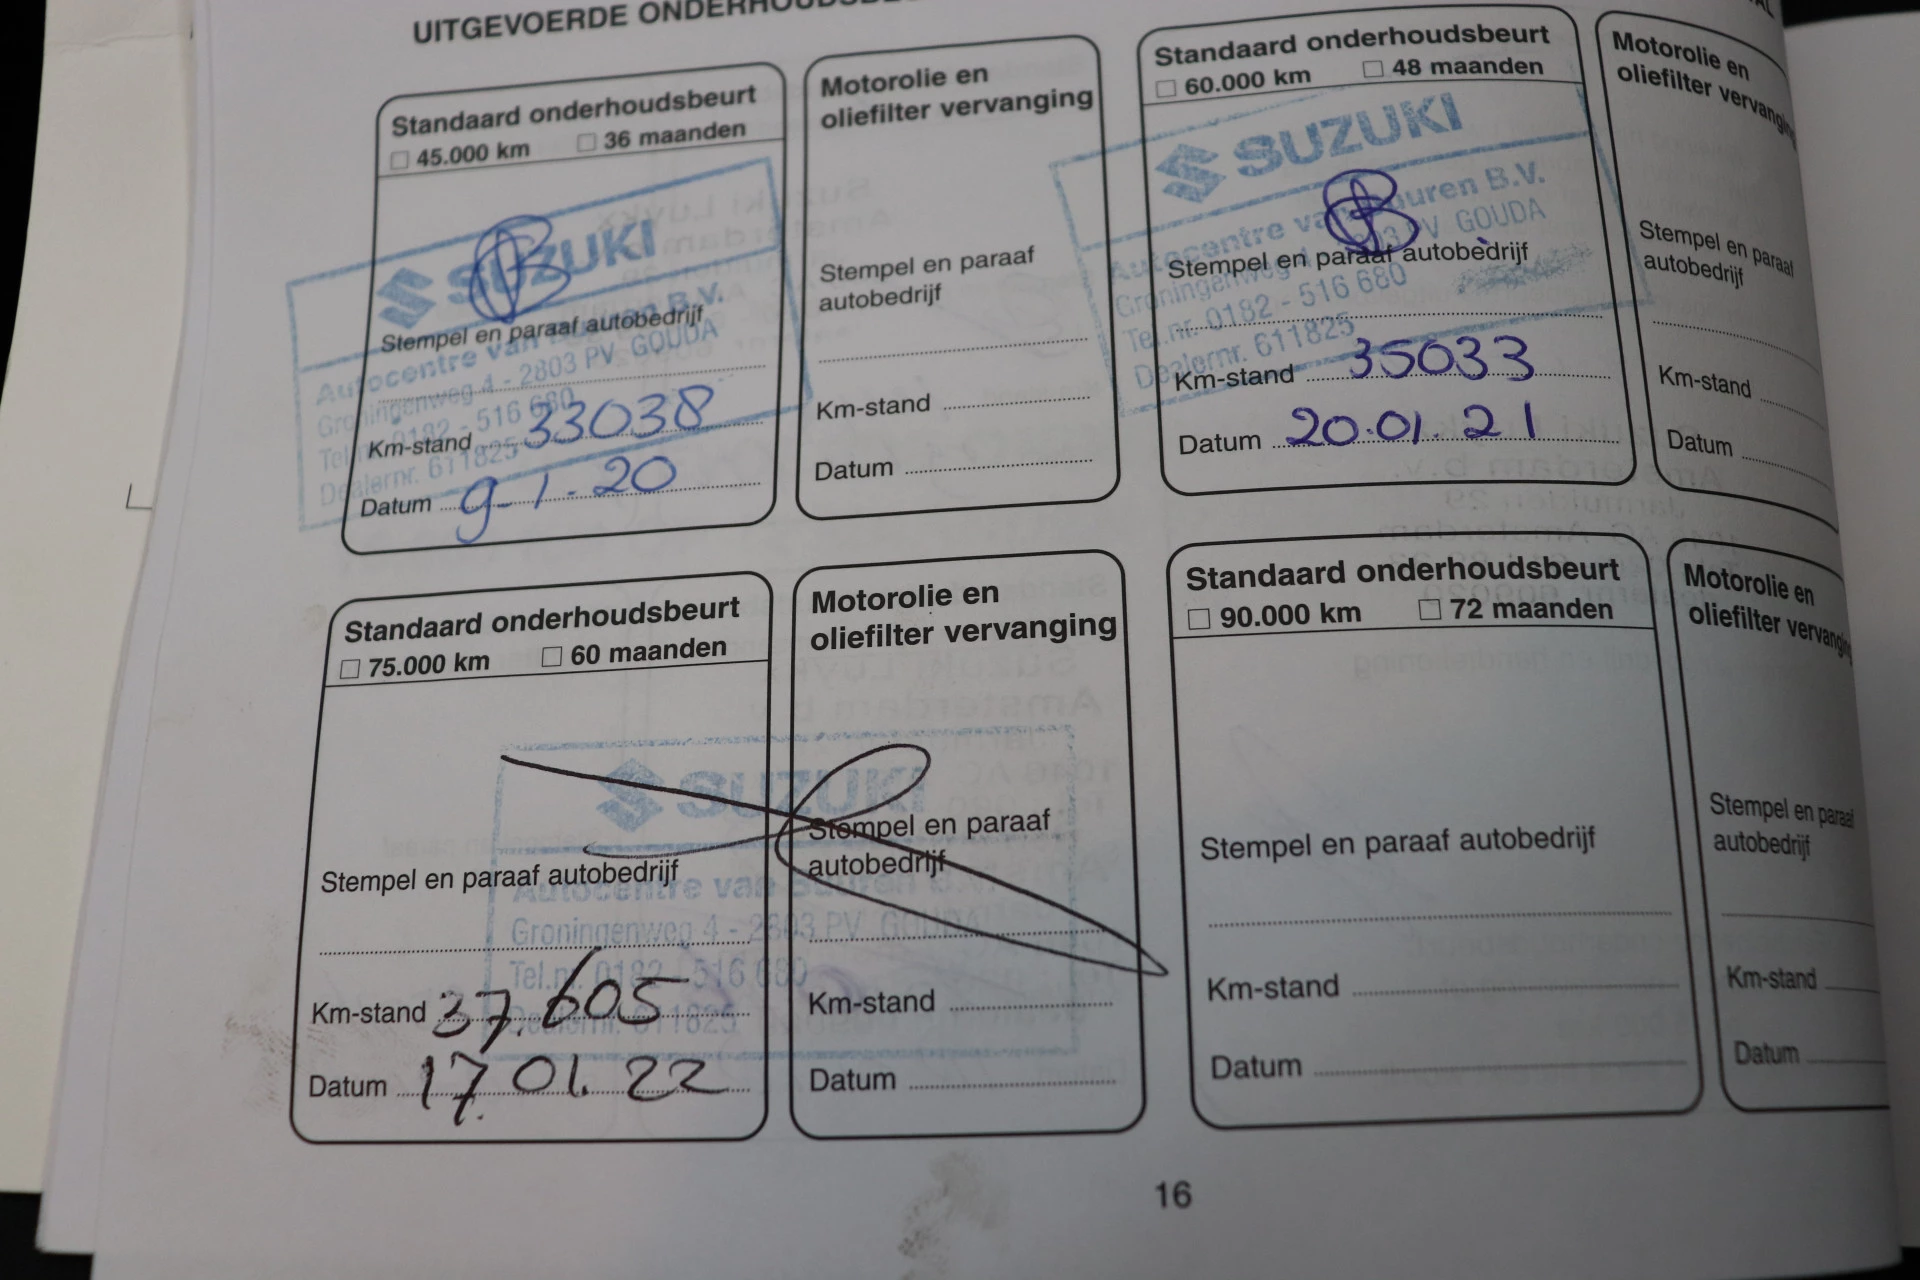 UITGEVOERDE
Standaard onderhoudsbeurt
☐ 45.000 km ☐ 36 maanden
SUZUKI
Stempel en paraaf autobedrijf
Autocentre van Buuren B.V.
Groningenweg 4 - 2803 PV GOUDA
Tel.nr. 0182 - 516 680
Dealernr. 611825
Km-stand 33038
Datum 9-1-20
Motorolie en
oliefilter vervanging
Stempel en paraaf
autobedrijf
Km-stand
Datum
Standaard onderhoudsbeurt
☐ 60.000 km ☐ 48 maanden
SUZUKI
Autocentre van Buuren B.V.
Groningenweg 4 - 2803 PV GOUDA
Stempel en paraaf autobedrijf
Tel.nr. 0182 - 516 680
Dealernr. 611825
Km-stand 35033
Datum 20.01.21
Motorolie en
oliefilter vervanging
Stempel en paraaf
autobedrijf
Km-stand
Datum
Standaard onderhoudsbeurt
☐ 75.000 km ☐ 60 maanden
SUZUKI
Stempel en paraaf autobedrijf
Autocentre van Buuren B.V.
Groningenweg 4 - 2803 PV GOUDA
Tel.nr. 0182 - 516 680
Dealernr. 611825
Km-stand 37.605
Datum 17.01.22
Motorolie en
oliefilter vervanging
Stempel en paraaf
autobedrijf
Km-stand
Datum
Standaard onderhoudsbeurt
☐ 90.000 km ☐ 72 maanden
Stempel en paraaf autobedrijf
Km-stand
Datum
Motorolie en
oliefilter vervanging
Stempel en paraaf
autobedrijf
Km-stand
Datum
16